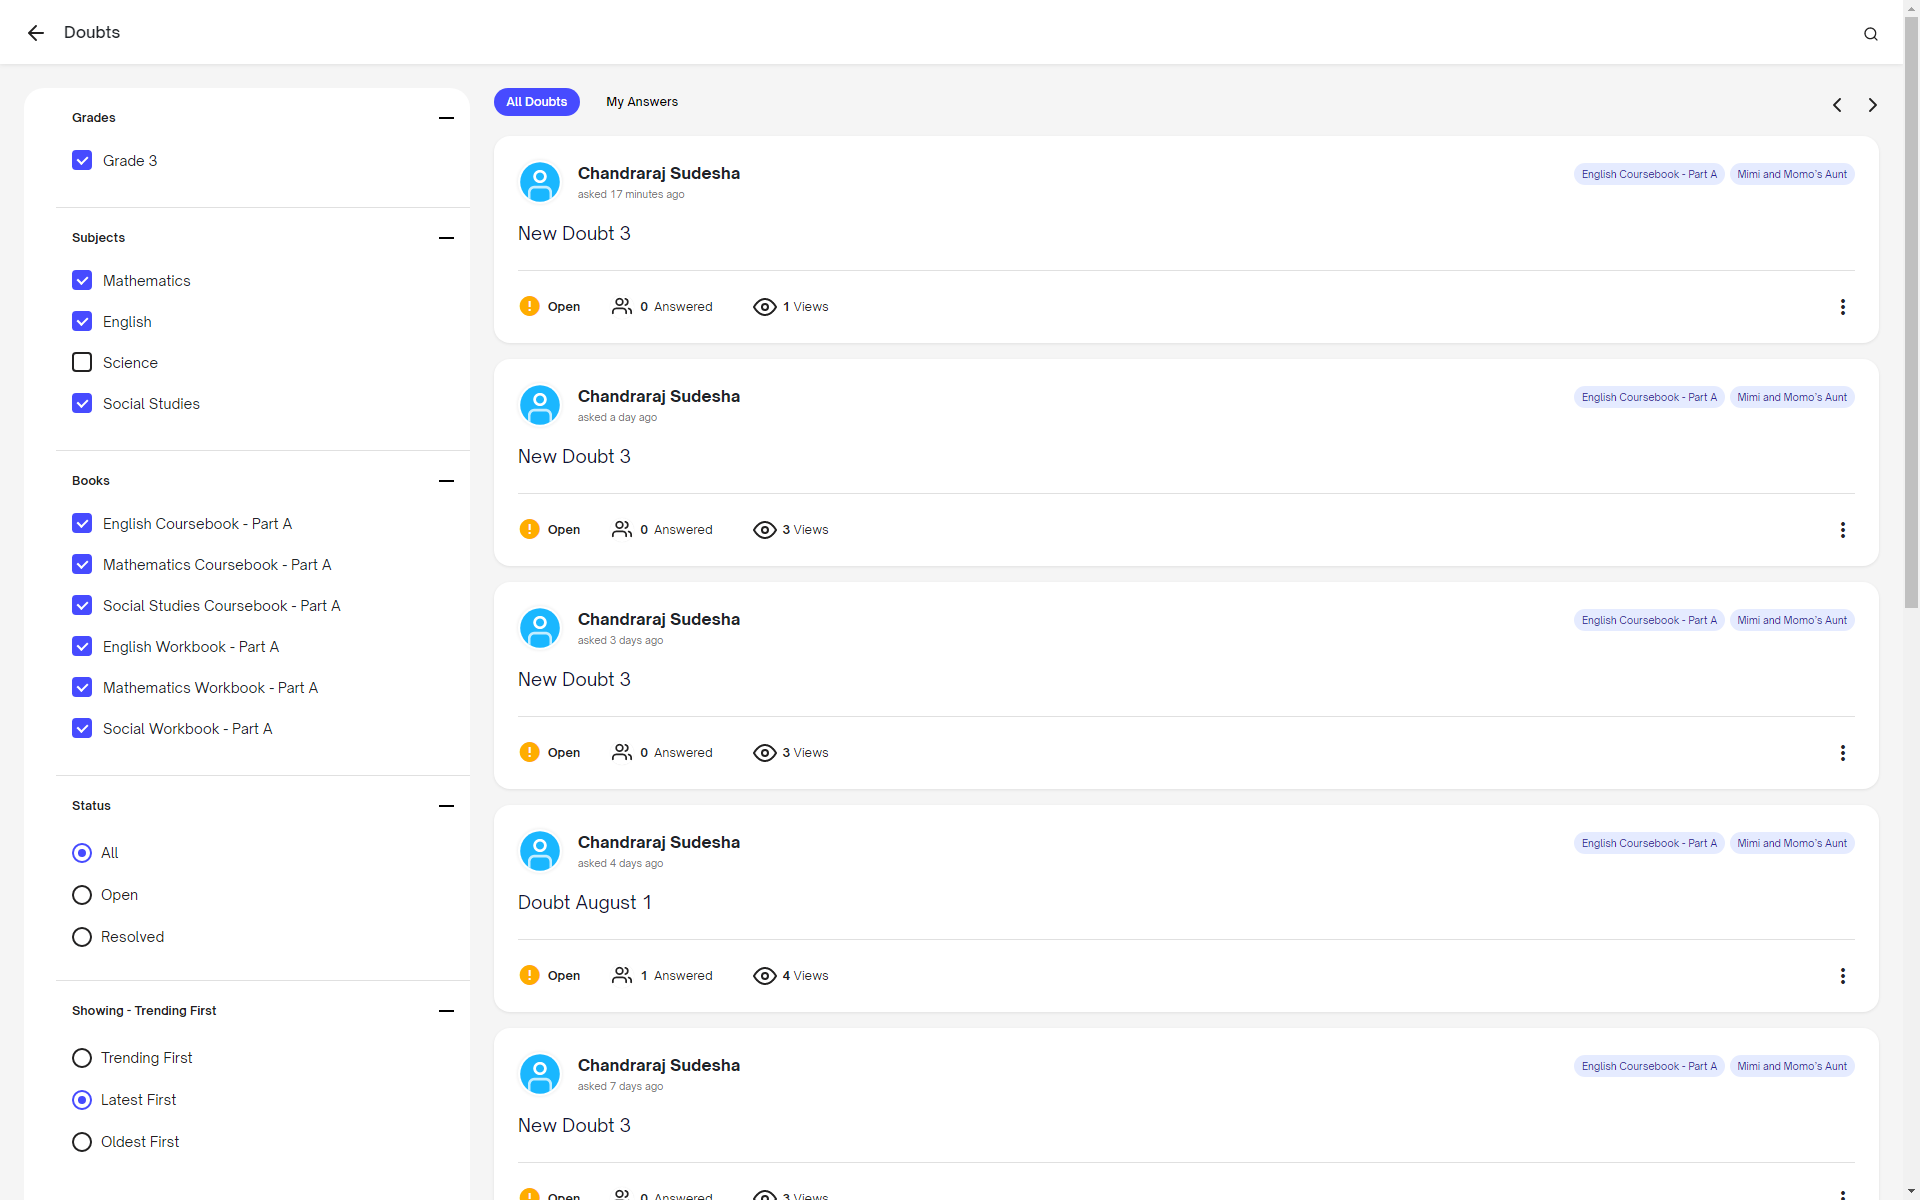 Doubts
Grades
Grade 3
Subjects
Mathematics
English
Science
Social Studies
Books
English Coursebook - Part A
Mathematics Coursebook - Part A
Social Studies Coursebook - Part A
English Workbook - Part A
Mathematics Workbook - Part A
Social Workbook - Part A
Status
All
Open
Resolved
Showing - Trending First
Trending First
Latest First
Oldest First
All Doubts My Answers
Chandraraj Sudesha English Coursebook - Part A Mimi and Momo's Aunt
asked 17 minutes ago
New Doubt 3
Open 0 Answered 1 Views
Chandraraj Sudesha English Coursebook - Part A Mimi and Momo's Aunt
asked a day ago
New Doubt 3
Open 0 Answered 3 Views
Chandraraj Sudesha English Coursebook - Part A Mimi and Momo's Aunt
asked 3 days ago
New Doubt 3
Open 0 Answered 3 Views
Chandraraj Sudesha English Coursebook - Part A Mimi and Momo's Aunt
asked 4 days ago
Doubt August 1
Open 1 Answered 4 Views
Chandraraj Sudesha English Coursebook - Part A Mimi and Momo's Aunt
asked 7 days ago
New Doubt 3
Open 0 Answered 3 Views